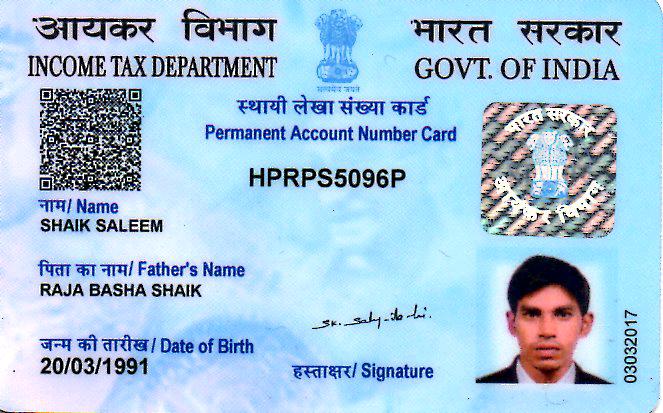 आयकर विभाग
INCOME TAX DEPARTMENT
भारत सरकार
GOVT. OF INDIA
सत्यमेव जयते
स्थायी लेखा संख्या कार्ड
Permanent Account Number Card
HPRPS5096P
भारत सरकार
आयकर विभाग
नाम/ Name
SHAIK SALEEM
पिता का नाम/ Father's Name
RAJA BASHA SHAIK
जन्म की तारीख/ Date of Birth
20/03/1991
हस्ताक्षर/ Signature
03032017